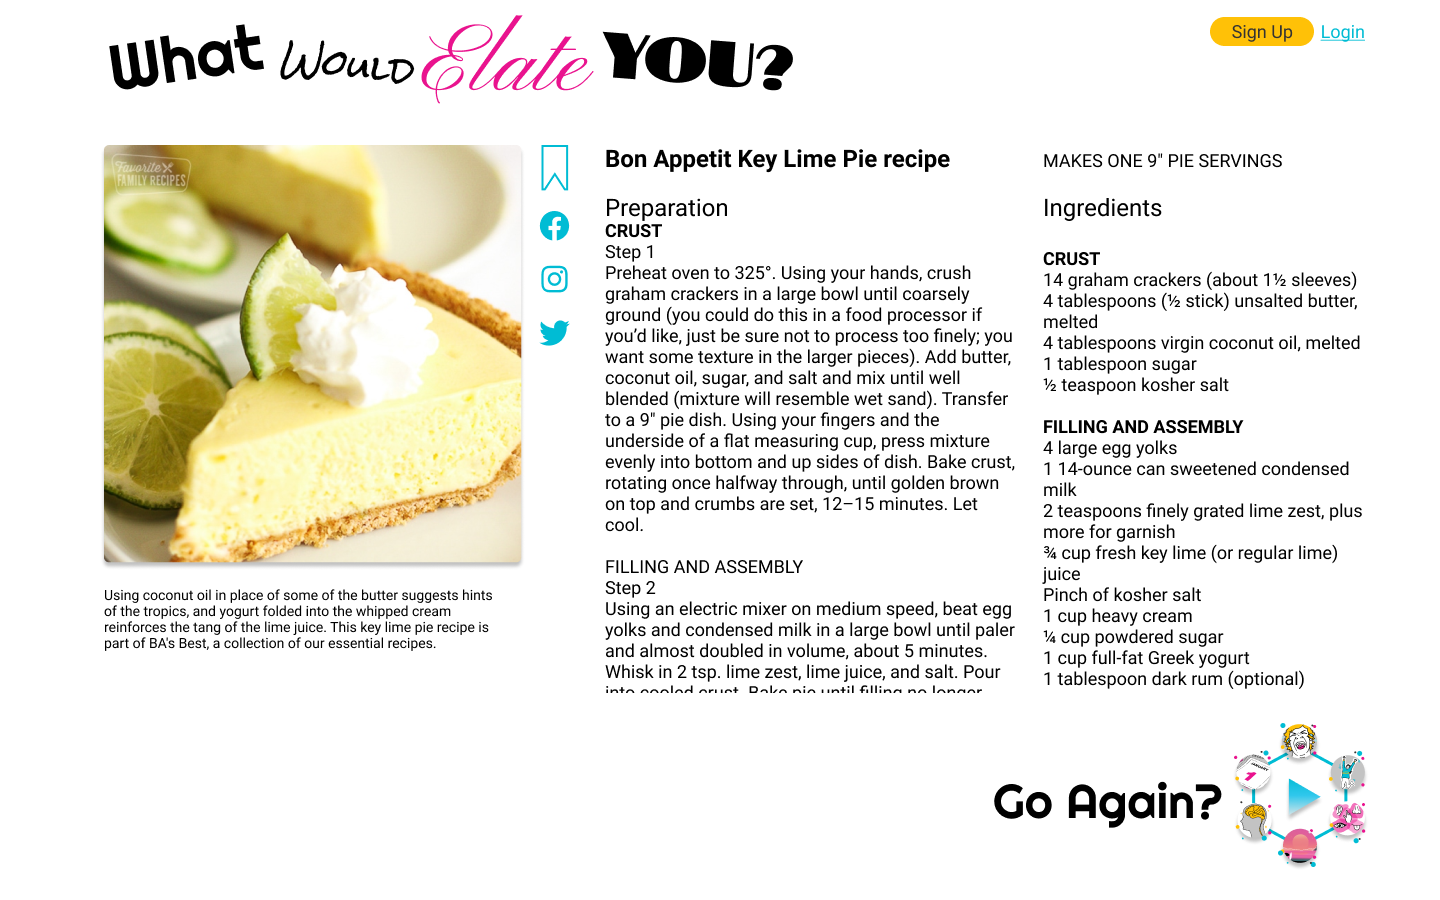 What Would Elate YOU?
Sign Up Login
Favorite
FAMILY RECIPES
Using coconut oil in place of some of the butter suggests hints
of the tropics, and yogurt folded into the whipped cream
reinforces the tang of the lime juice. This key lime pie recipe is
part of BA's Best, a collection of our essential recipes.
Bon Appetit Key Lime Pie recipe
Preparation
CRUST
Step 1
Preheat oven to 325°. Using your hands, crush
graham crackers in a large bowl until coarsely
ground (you could do this in a food processor if
you’d like, just be sure not to process too finely; you
want some texture in the larger pieces). Add butter,
coconut oil, sugar, and salt and mix until well
blended (mixture will resemble wet sand). Transfer
to a 9" pie dish. Using your fingers and the
underside of a flat measuring cup, press mixture
evenly into bottom and up sides of dish. Bake crust,
rotating once halfway through, until golden brown
on top and crumbs are set, 12–15 minutes. Let
cool.
FILLING AND ASSEMBLY
Step 2
Using an electric mixer on medium speed, beat egg
yolks and condensed milk in a large bowl until paler
and almost doubled in volume, about 5 minutes.
Whisk in 2 tsp. lime zest, lime juice, and salt. Pour
into cooled crust. Bake pie until filling no longer
MAKES ONE 9" PIE SERVINGS
Ingredients
CRUST
14 graham crackers (about 1½ sleeves)
4 tablespoons (½ stick) unsalted butter,
melted
4 tablespoons virgin coconut oil, melted
1 tablespoon sugar
½ teaspoon kosher salt
FILLING AND ASSEMBLY
4 large egg yolks
1 14-ounce can sweetened condensed
milk
2 teaspoons finely grated lime zest, plus
more for garnish
¾ cup fresh key lime (or regular lime)
juice
Pinch of kosher salt
1 cup heavy cream
¼ cup powdered sugar
1 cup full-fat Greek yogurt
1 tablespoon dark rum (optional)
Go Again?
JANUARY
1